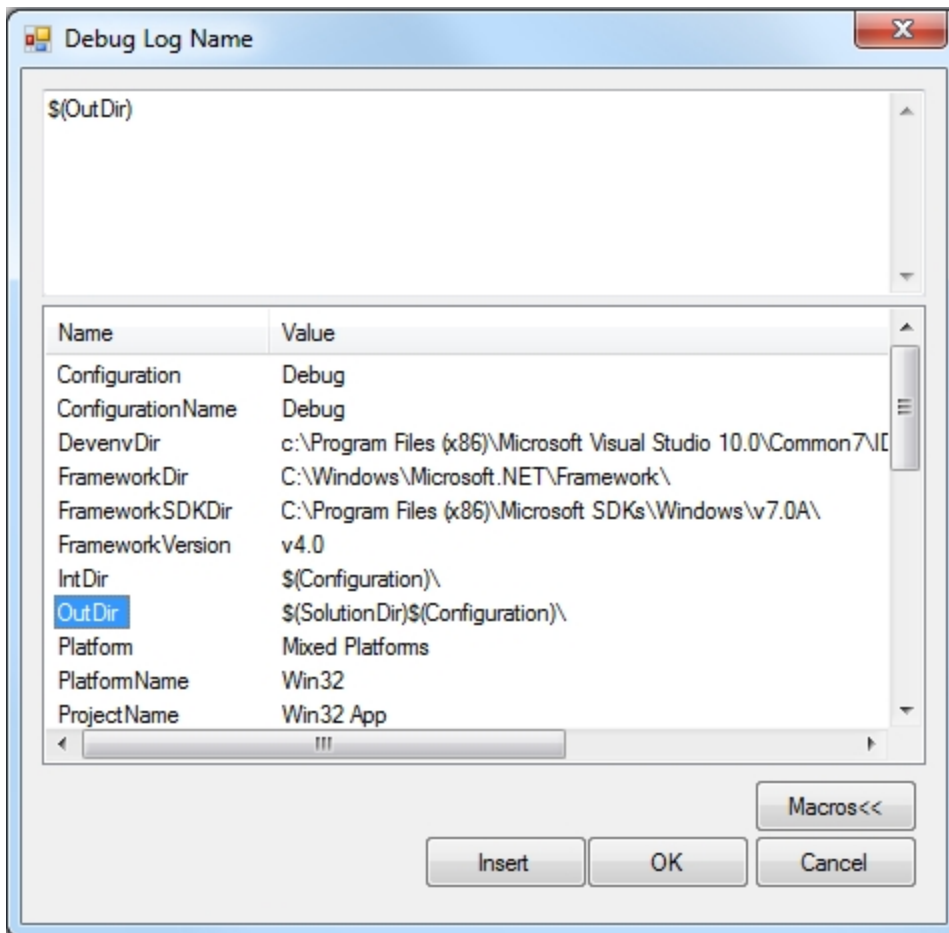 Debug Log Name
$(OutDir)
Name Value
Configuration Debug
ConfigurationName Debug
DevenvDir c:\Program Files (x86)\Microsoft Visual Studio 10.0\Common7\ID
FrameworkDir C:\Windows\Microsoft.NET\Framework\
FrameworkSDKDir C:\Program Files (x86)\Microsoft SDKs\Windows\v7.0A\
FrameworkVersion v4.0
IntDir $(Configuration)\
OutDir $(SolutionDir)$(Configuration)\
Platform Mixed Platforms
PlatformName Win32
ProjectName Win32 App
Macros<<
Insert OK Cancel